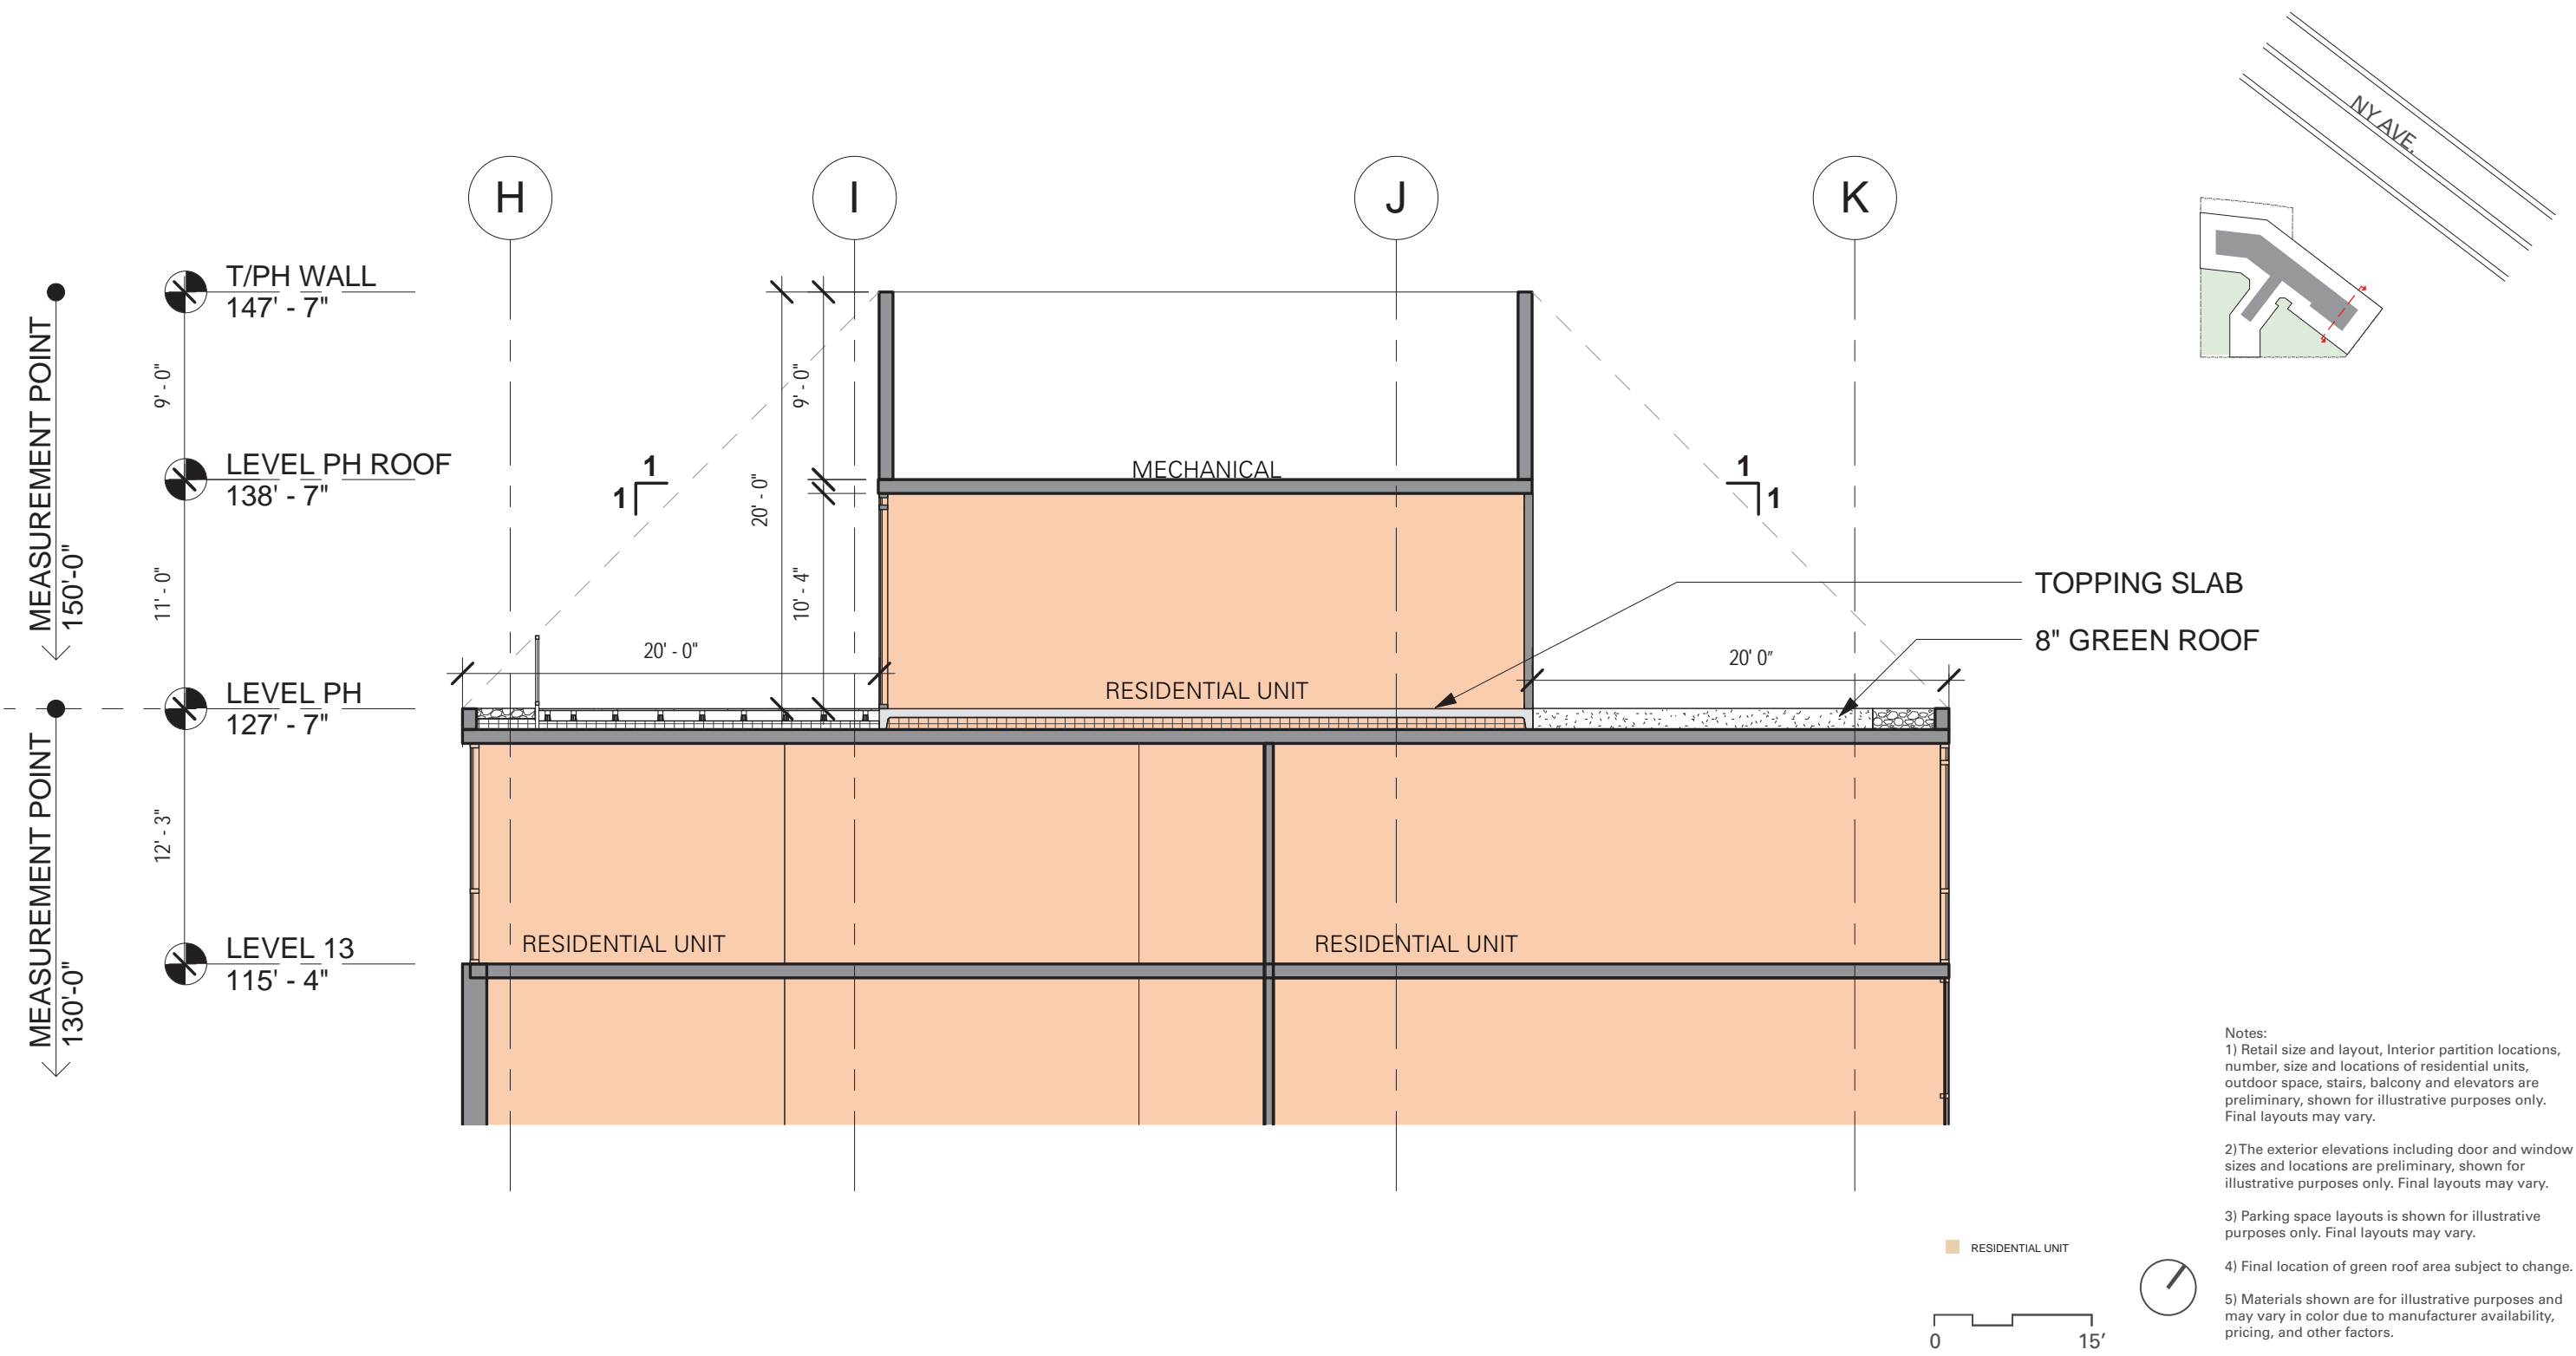 NY AVE.
H
I
J
K
T/PH WALL
147' - 7"
9' - 0"
9' - 0"
MEASUREMENT POINT
150'-0"
LEVEL PH ROOF
138' - 7"
MECHANICAL
1
1
1
1
20' - 0"
11' - 0"
10' - 4"
TOPPING SLAB
8" GREEN ROOF
20' - 0"
20' 0"
RESIDENTIAL UNIT
LEVEL PH
127' - 7"
MEASUREMENT POINT
130'-0"
12' - 3"
RESIDENTIAL UNIT
RESIDENTIAL UNIT
LEVEL 13
115' - 4"
Notes:
1) Retail size and layout, Interior partition locations,
number, size and locations of residential units,
outdoor space, stairs, balcony and elevators are
preliminary, shown for illustrative purposes only.
Final layouts may vary.
2)The exterior elevations including door and window
sizes and locations are preliminary, shown for
illustrative purposes only. Final layouts may vary.
3) Parking space layouts is shown for illustrative
purposes only. Final layouts may vary.
4) Final location of green roof area subject to change.
5) Materials shown are for illustrative purposes and
may vary in color due to manufacturer availability,
pricing, and other factors.
RESIDENTIAL UNIT
0
15'